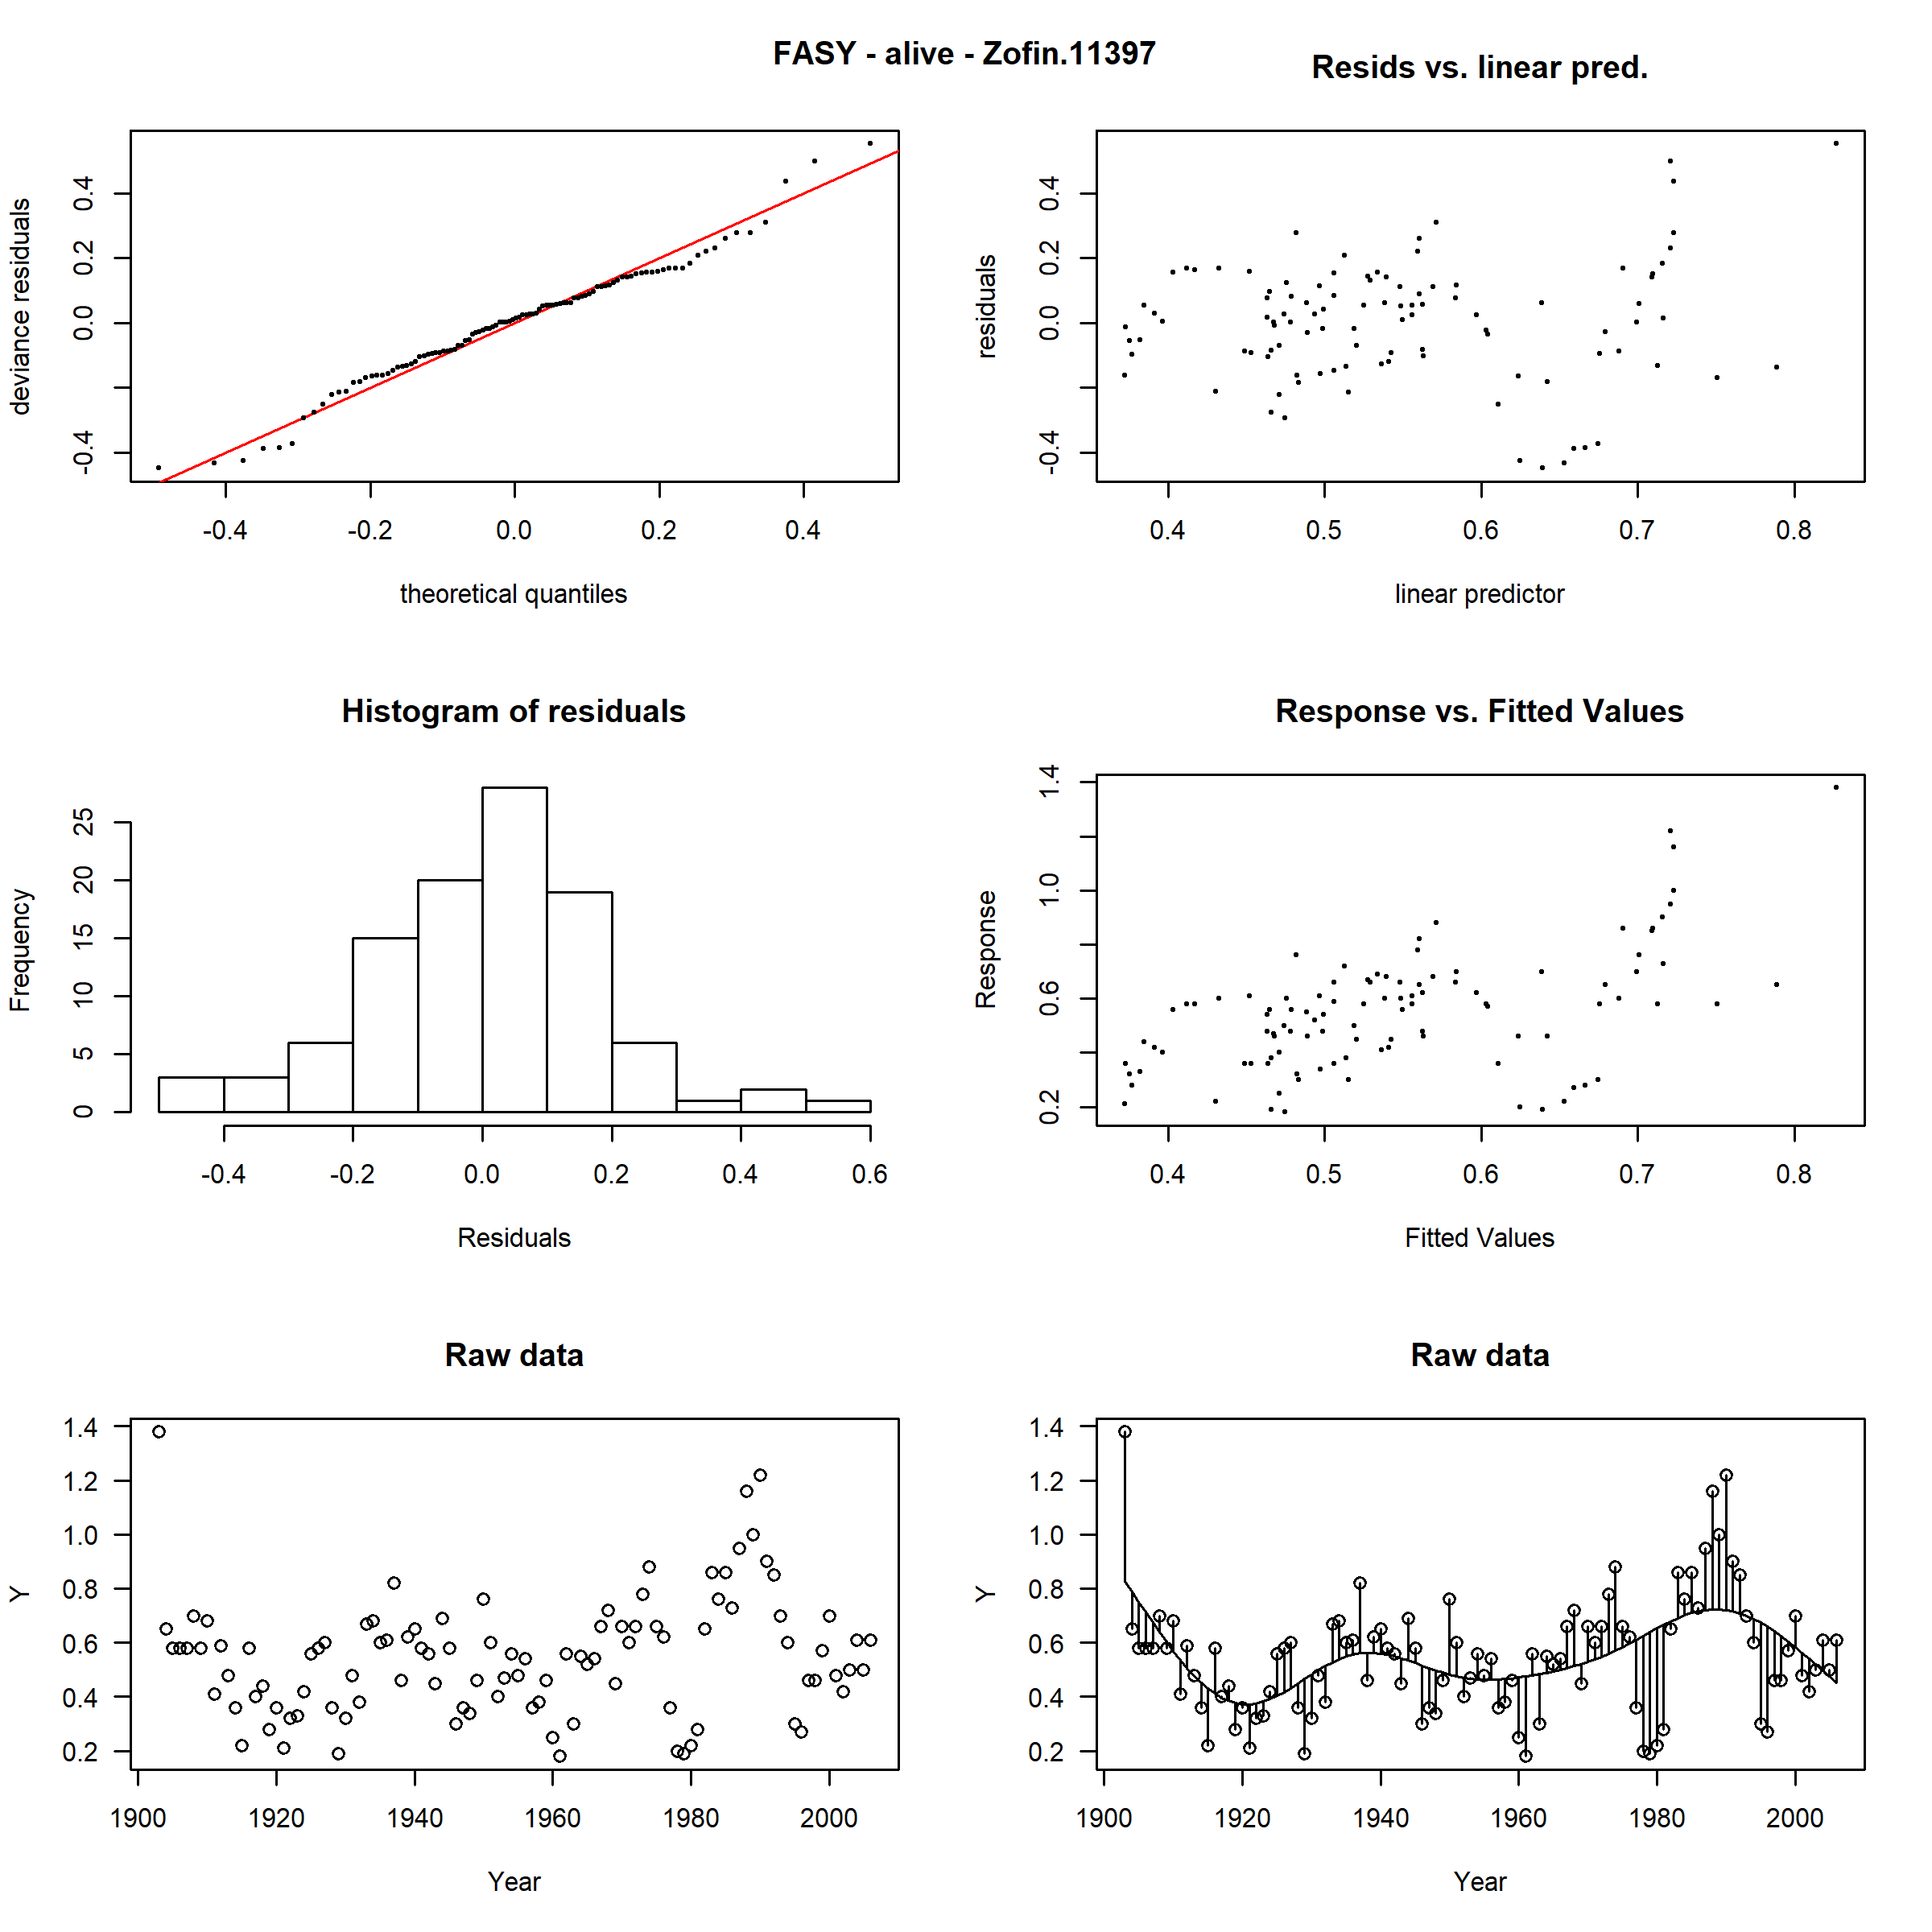 FASY - alive - Zofin.11397
Resids vs. linear pred.
deviance residuals
-0.4 0.0 0.2 0.4
-0.4 -0.2 0.0 0.2 0.4
theoretical quantiles
residuals
-0.4 0.0 0.2 0.4
0.4 0.5 0.6 0.7 0.8
linear predictor
Histogram of residuals
Frequency
0 5 10 15 20 25
-0.4 -0.2 0.0 0.2 0.4 0.6
Residuals
Response vs. Fitted Values
Response
0.2 0.6 1.0 1.4
0.4 0.5 0.6 0.7 0.8
Fitted Values
Raw data
Y
1.4
1.2
1.0
0.8
0.6
0.4
0.2
1900 1920 1940 1960 1980 2000
Year
Raw data
Y
1.4
1.2
1.0
0.8
0.6
0.4
0.2
1900 1920 1940 1960 1980 2000
Year